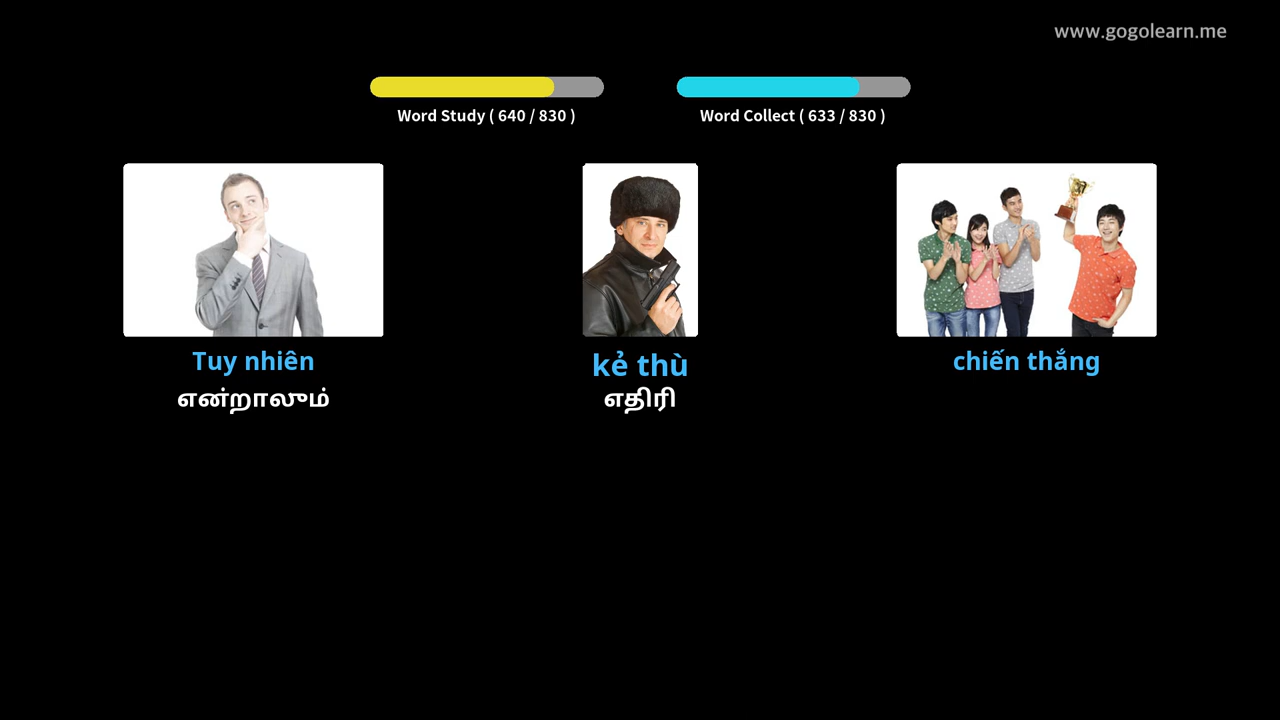 www.gogolearn.me
Word Study ( 640 / 830 )
Word Collect ( 633 / 830 )
Tuy nhiên
என்றாலும்
kẻ thù
எதிரி
chiến thắng